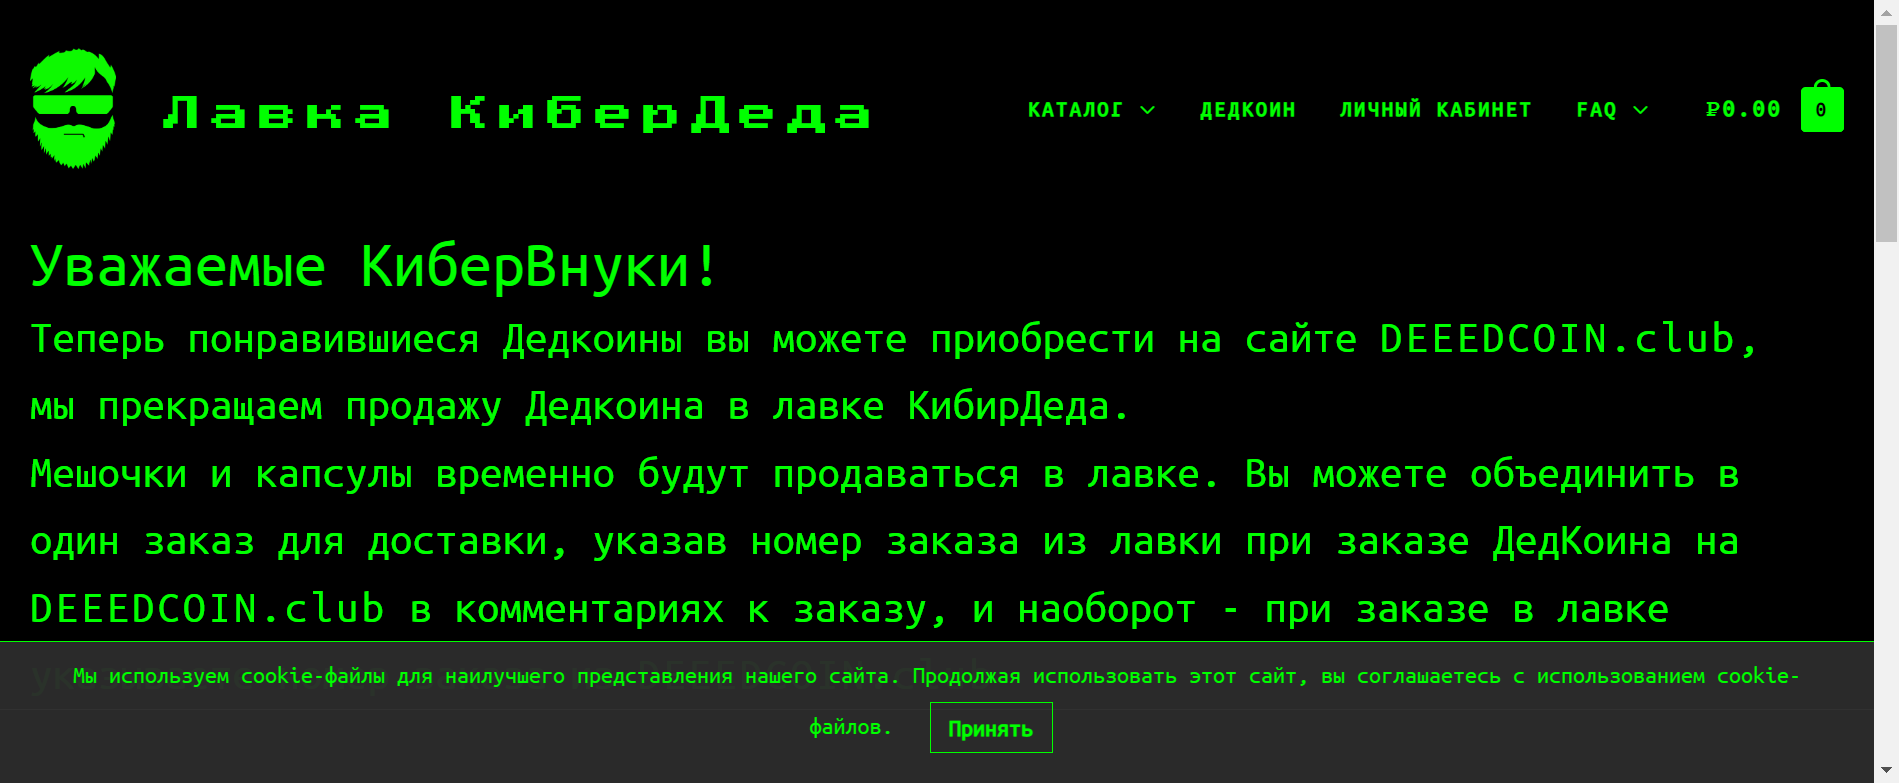 Лавка КиберДеда
КАТАЛОГ
ДЕДКОИН
ЛИЧНЫЙ КАБИНЕТ
FAQ
₽0.00
0
Уважаемые КиберВнуки!
Теперь понравившиеся Дедкоины вы можете приобрести на сайте DEEEDCOIN.club,
мы прекращаем продажу Дедкоина в лавке КибирДеда.
Мешочки и капсулы временно будут продаваться в лавке. Вы можете объединить в
один заказ для доставки, указав номер заказа из лавки при заказе ДедКоина на
DEEEDCOIN.club в комментариях к заказу, и наоборот - при заказе в лавке
Мы используем cookie-файлы для наилучшего представления нашего сайта. Продолжая использовать этот сайт, вы соглашаетесь с использованием cookie-
файлов.
Принять